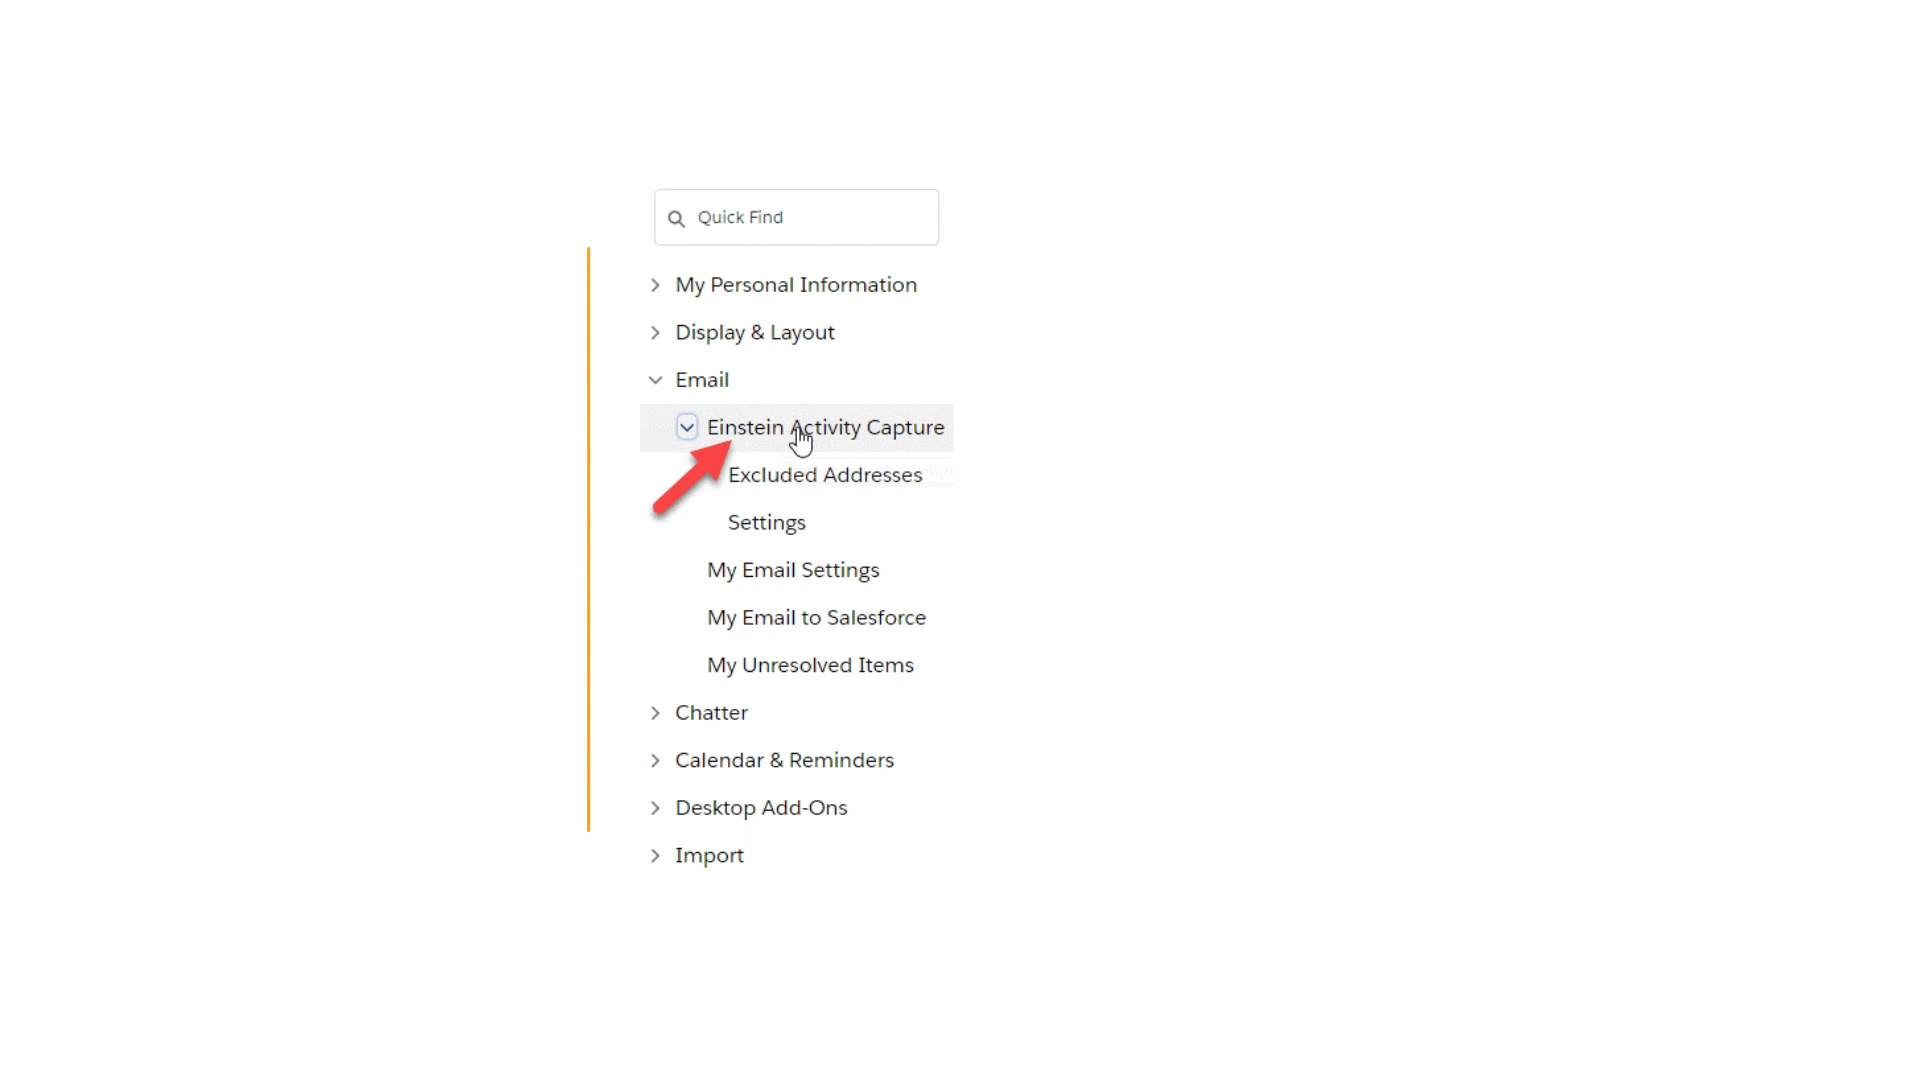 Quick Find
My Personal Information
Display & Layout
Email
Einstein Activity Capture
Excluded Addresses
Settings
My Email Settings
My Email to Salesforce
My Unresolved Items
Chatter
Calendar & Reminders
Desktop Add-Ons
Import